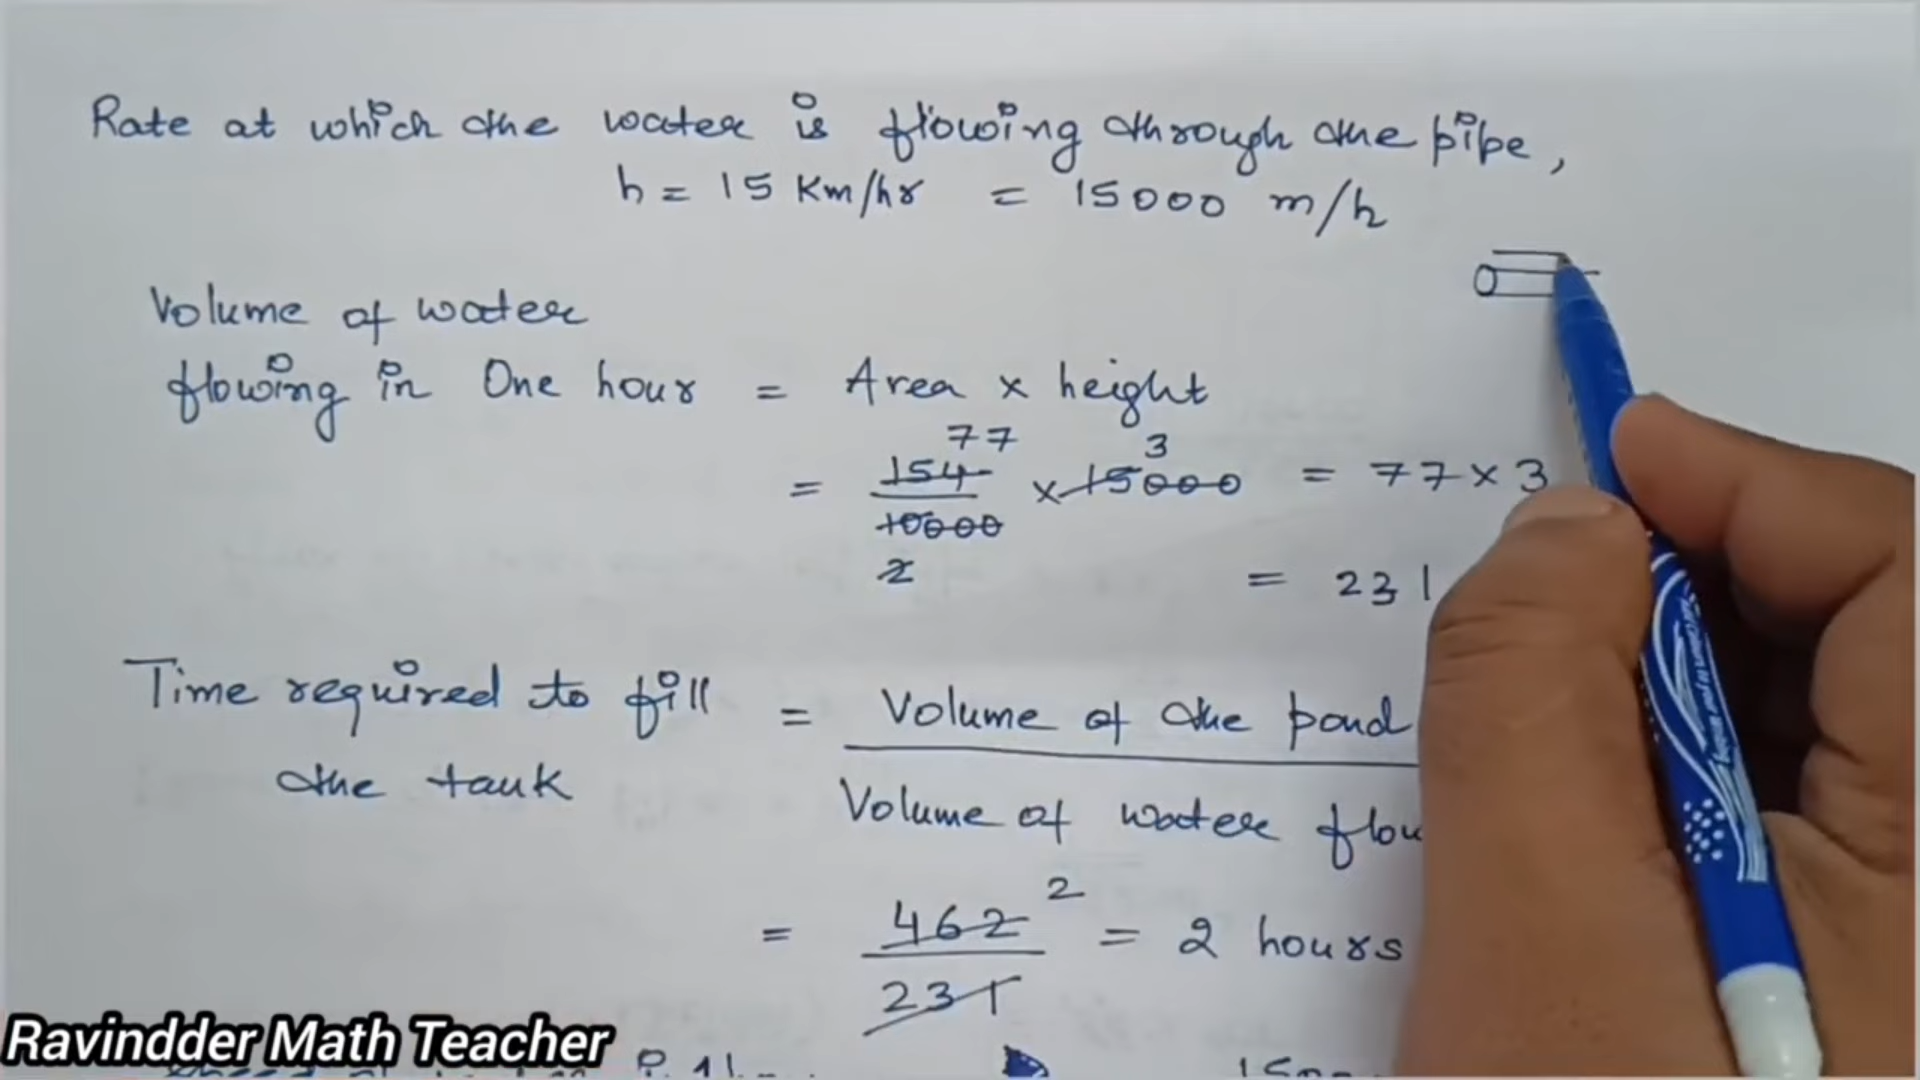 Rate at which the water is flowing through the pipe,
h = 15 Km/hr = 15000 m/h
Volume of water
flowing in One hour = Area x height
77 3
= 154/10000 x 15000 = 77 x 3
2
= 231
Time required to fill = Volume of the pond
the tank Volume of water flow
2
= 462/231 = 2 hours
Ravindder Math Teacher